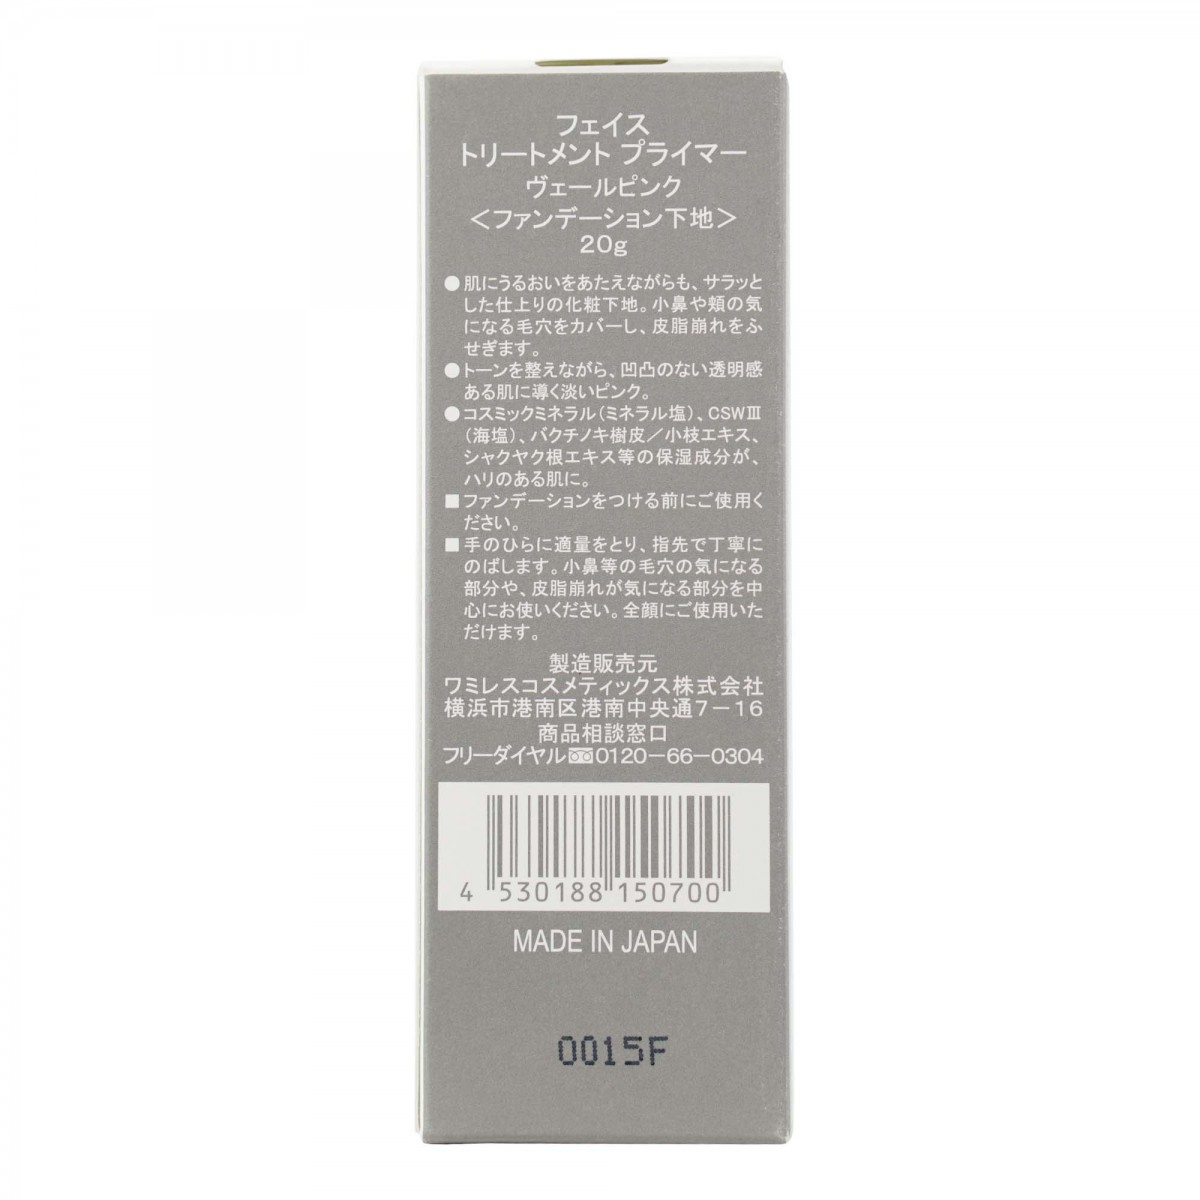 フェイス
トリートメント プライマー
ヴェールピンク
＜ファンデーション下地＞
20g
●肌にうるおいをあたえながらも、サラッと
した仕上りの化粧下地。小鼻や頬の気
になる毛穴をカバーし、皮脂崩れをふ
せぎます。
●トーンを整えながら、凹凸のない透明感
ある肌に導く淡いピンク。
●コスミックミネラル（ミネラル塩）、CSWⅢ
（海塩）、バクチノキ樹皮／小枝エキス、
シャクヤク根エキス等の保湿成分が、
ハリのある肌に。
■ファンデーションをつける前にご使用く
ださい。
■手のひらに適量をとり、指先で丁寧に
のばします。小鼻等の毛穴の気になる
部分や、皮脂崩れが気になる部分を中
心にお使いください。全顔にご使用いた
だけます。
製造販売元
ワミレスコスメティックス株式会社
横浜市港南区港南中央通7－16
商品相談窓口
フリーダイヤル 0120－66－0304
4 530188 150700
MADE IN JAPAN
0015F